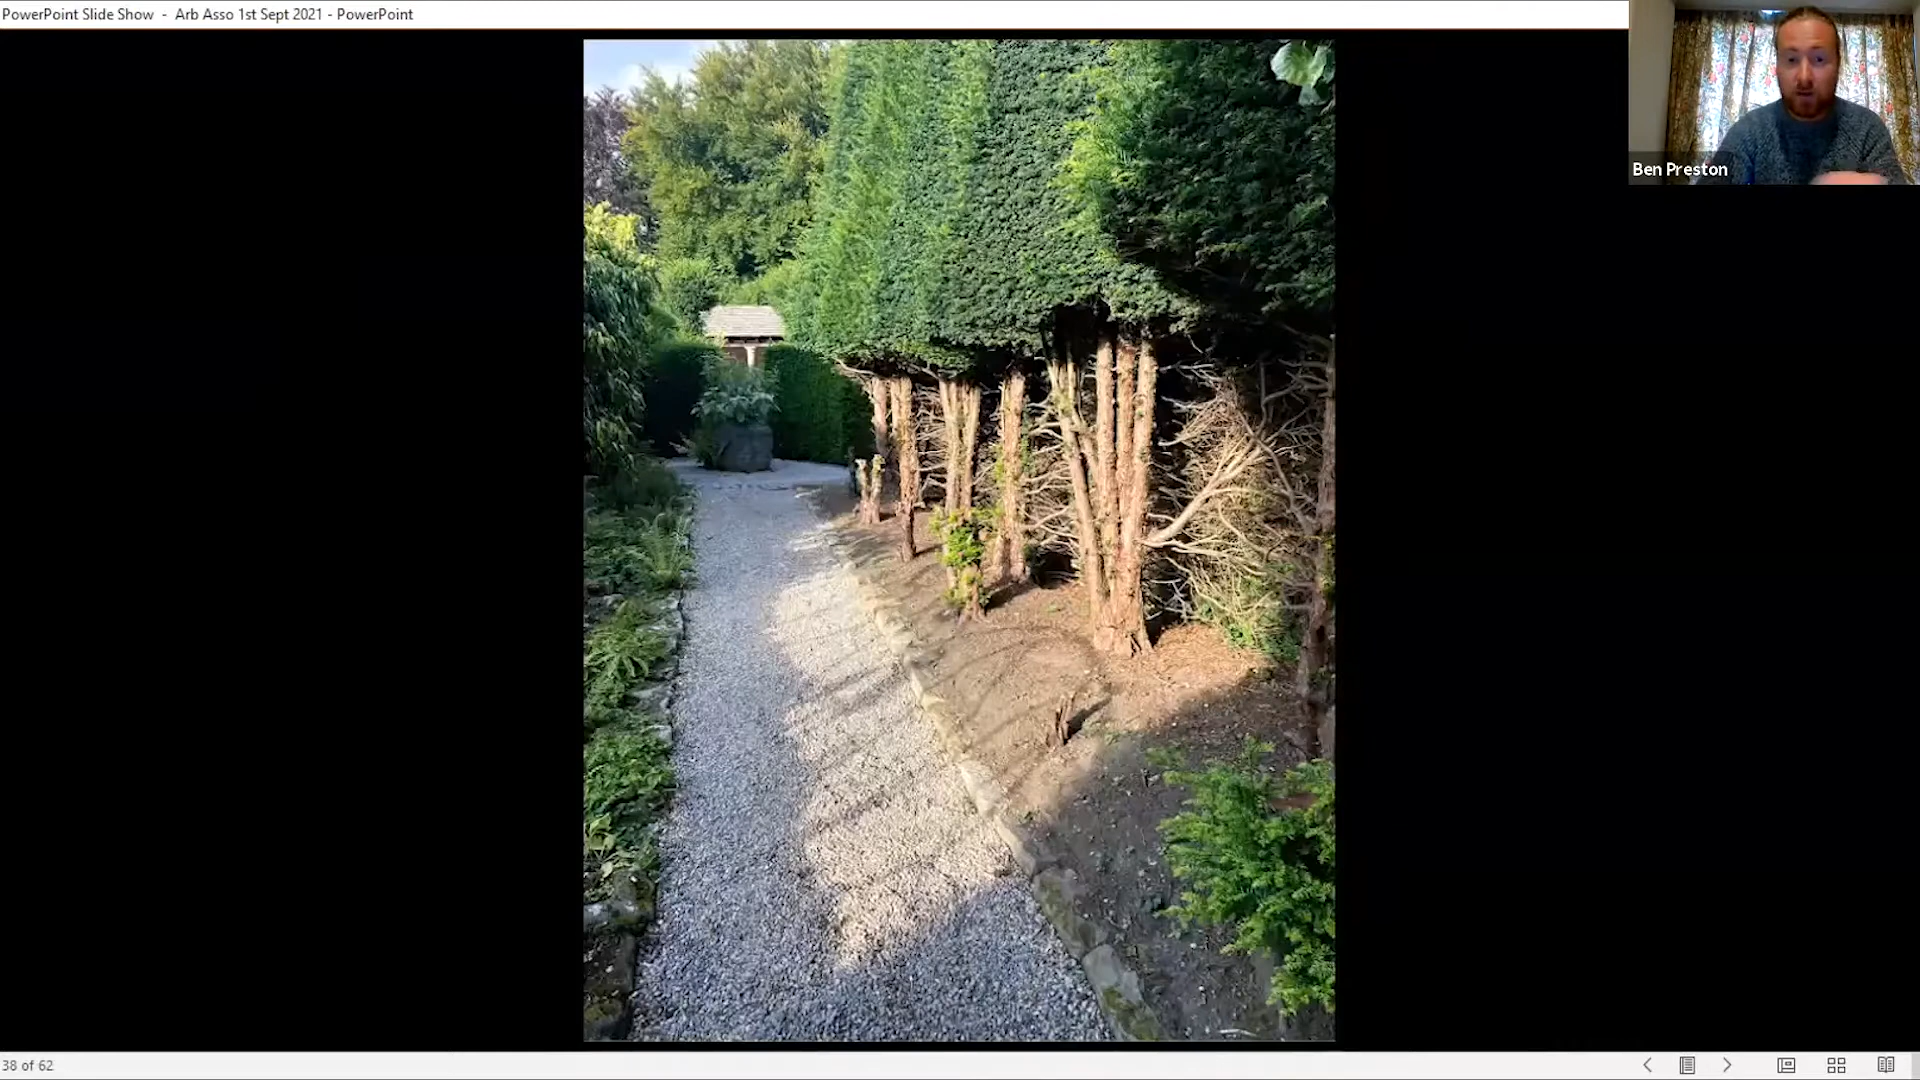 PowerPoint Slide Show - Arb Asso 1st Sept 2021 - PowerPoint
Ben Preston
38 of 62